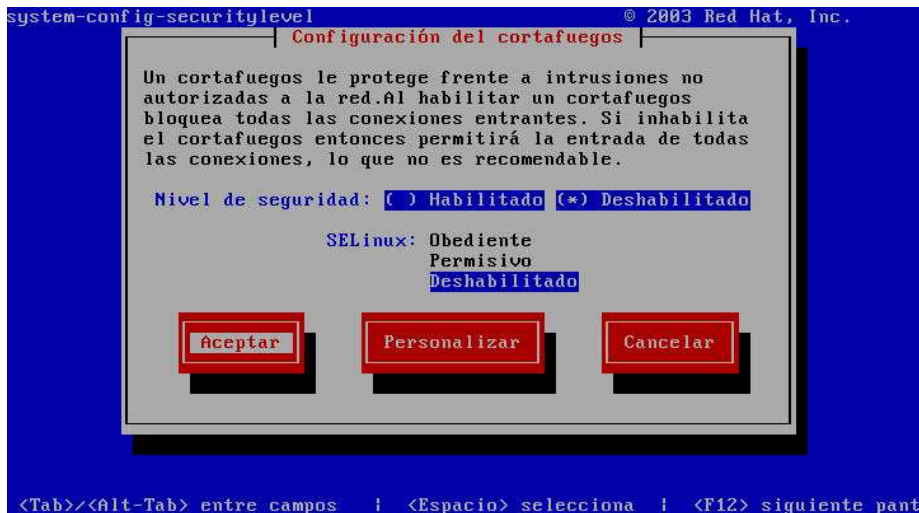 system-config-securitylevel © 2003 Red Hat, Inc.
Configuración del cortafuegos
Un cortafuegos le protege frente a intrusiones no
autorizadas a la red.Al habilitar un cortafuegos
bloquea todas las conexiones entrantes. Si inhabilita
el cortafuegos entonces permitirá la entrada de todas
las conexiones, lo que no es recomendable.
Nivel de seguridad: ( ) Habilitado (*) Deshabilitado
SELinux: Obediente
Permisivo
Deshabilitado
Aceptar Personalizar Cancelar
<Tab>/<Alt-Tab> entre campos | <Espacio> selecciona | <F12> siguiente pant